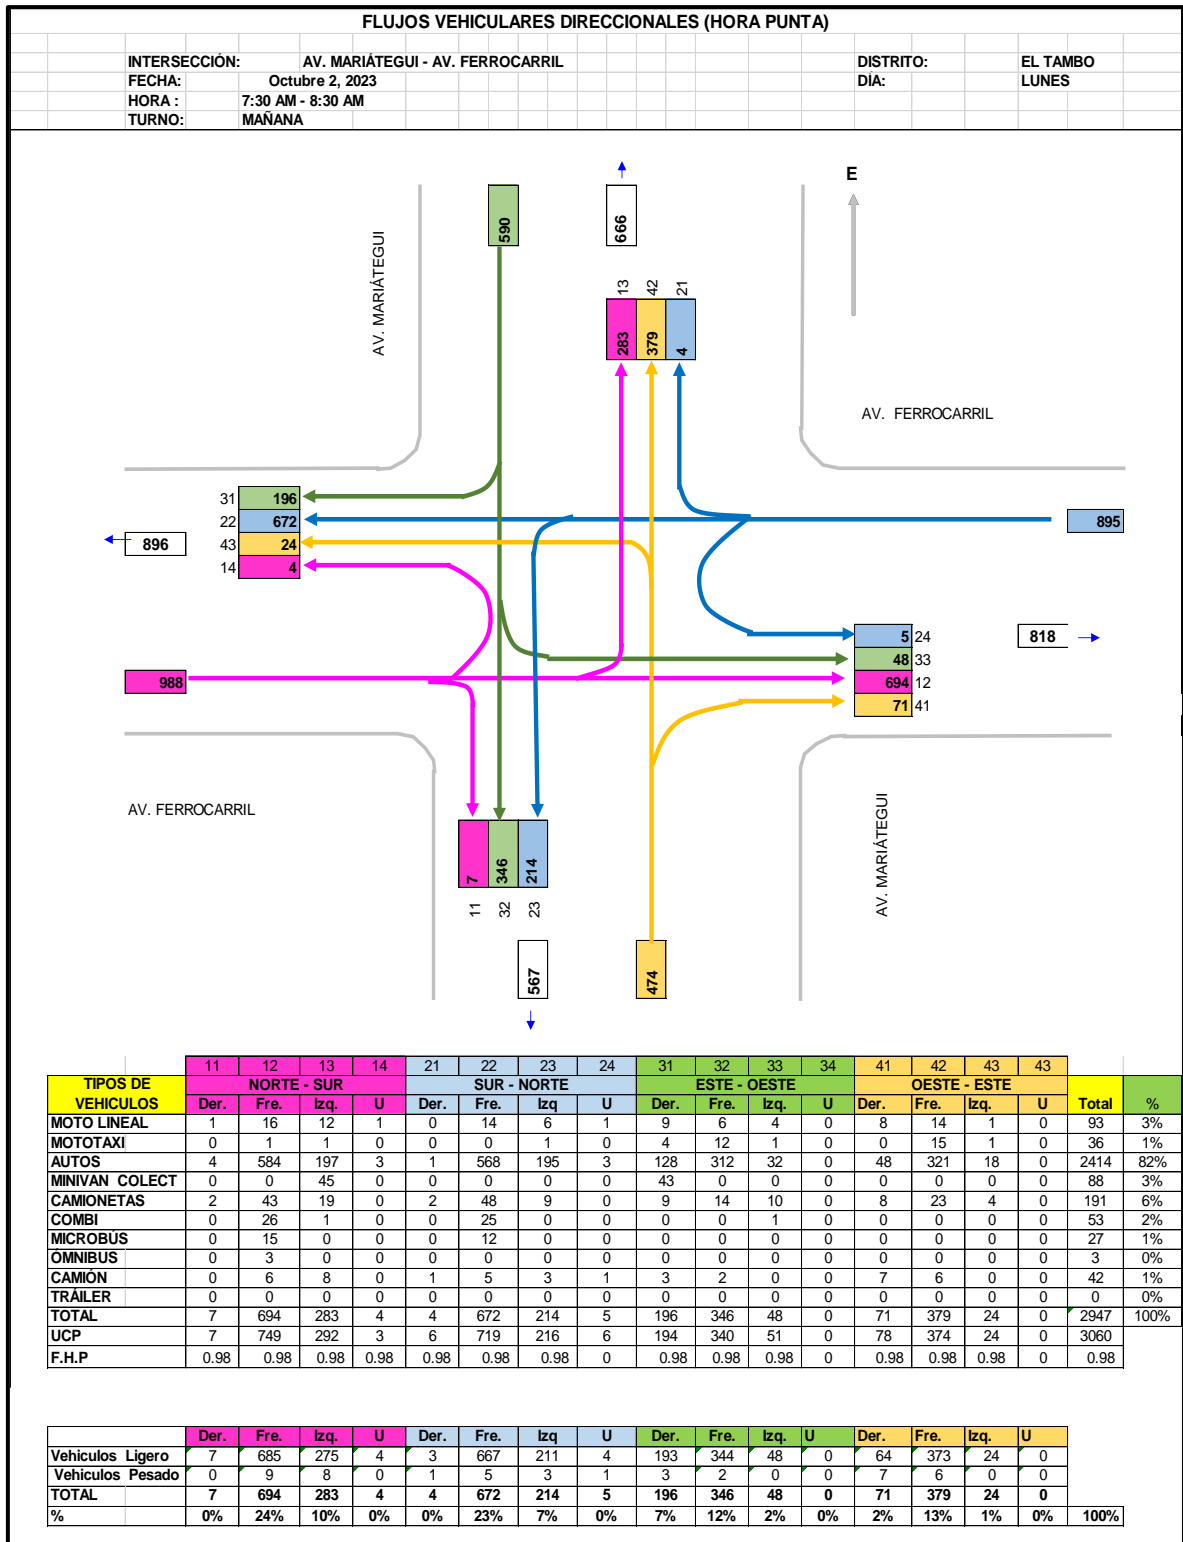 FLUJOS VEHICULARES DIRECCIONALES (HORA PUNTA)
INTERSECCIÓN: AV. MARIÁTEGUI - AV. FERROCARRIL DISTRITO: EL TAMBO
FECHA: Octubre 2, 2023 DÍA: LUNES
HORA : 7:30 AM - 8:30 AM
TURNO: MAÑANA
E
590
666
AV. MARIÁTEGUI
13 42 21
283 379 4
AV. FERROCARRIL
31 196
22 672
43 24
14 4
896
895
988
5 24
48 33
694 12
71 41
818
AV. FERROCARRIL
AV. MARIÁTEGUI
7 346 214
11 32 23
567
474
11 12 13 14 21 22 23 24 31 32 33 34 41 42 43 43
TIPOS DE VEHICULOS NORTE - SUR SUR - NORTE ESTE - OESTE OESTE - ESTE Total %
Der. Fre. Izq. U Der. Fre. Izq U Der. Fre. Izq. U Der. Fre. Izq. U
MOTO LINEAL 1 16 12 1 0 14 6 1 9 6 4 0 8 14 1 0 93 3%
MOTOTAXI 0 1 1 0 0 0 1 0 4 12 1 0 0 15 1 0 36 1%
AUTOS 4 584 197 3 1 568 195 3 128 312 32 0 48 321 18 0 2414 82%
MINIVAN COLECT 0 0 45 0 0 0 0 0 43 0 0 0 0 0 0 0 88 3%
CAMIONETAS 2 43 19 0 2 48 9 0 9 14 10 0 8 23 4 0 191 6%
COMBI 0 26 1 0 0 25 0 0 0 0 1 0 0 0 0 0 53 2%
MICROBÚS 0 15 0 0 0 12 0 0 0 0 0 0 0 0 0 0 27 1%
ÓMNIBUS 0 3 0 0 0 0 0 0 0 0 0 0 0 0 0 0 3 0%
CAMIÓN 0 6 8 0 1 5 3 1 3 2 0 0 7 6 0 0 42 1%
TRÁILER 0 0 0 0 0 0 0 0 0 0 0 0 0 0 0 0 0 0%
TOTAL 7 694 283 4 4 672 214 5 196 346 48 0 71 379 24 0 2947 100%
UCP 7 749 292 3 6 719 216 6 194 340 51 0 78 374 24 0 3060
F.H.P 0.98 0.98 0.98 0.98 0.98 0.98 0.98 0 0.98 0.98 0.98 0 0.98 0.98 0.98 0 0.98
Der. Fre. Izq. U Der. Fre. Izq U Der. Fre. Izq. U Der. Fre. Izq. U
Vehiculos Ligero 7 685 275 4 3 667 211 4 193 344 48 0 64 373 24 0
Vehiculos Pesado 0 9 8 0 1 5 3 1 3 2 0 0 7 6 0 0
TOTAL 7 694 283 4 4 672 214 5 196 346 48 0 71 379 24 0
% 0% 24% 10% 0% 0% 23% 7% 0% 7% 12% 2% 0% 2% 13% 1% 0% 100%